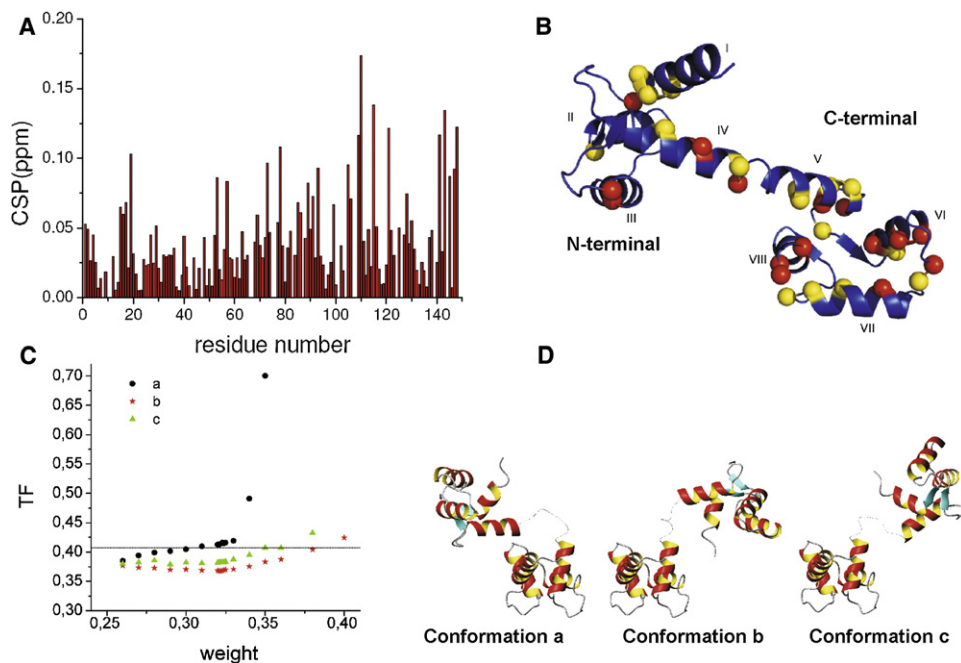 A
0.20
0.15
0.10
0.05
0.00
CSP(ppm)
0 20 40 60 80 100 120 140
residue number
B
I
II
III
IV
V
VI
VII
VIII
C-terminal
N-terminal
C
0,70
0,65
0,60
0,55
0,50
0,45
0,40
0,35
0,30
TF
a
b
c
0,25 0,30 0,35 0,40
weight
D
Conformation a Conformation b Conformation c